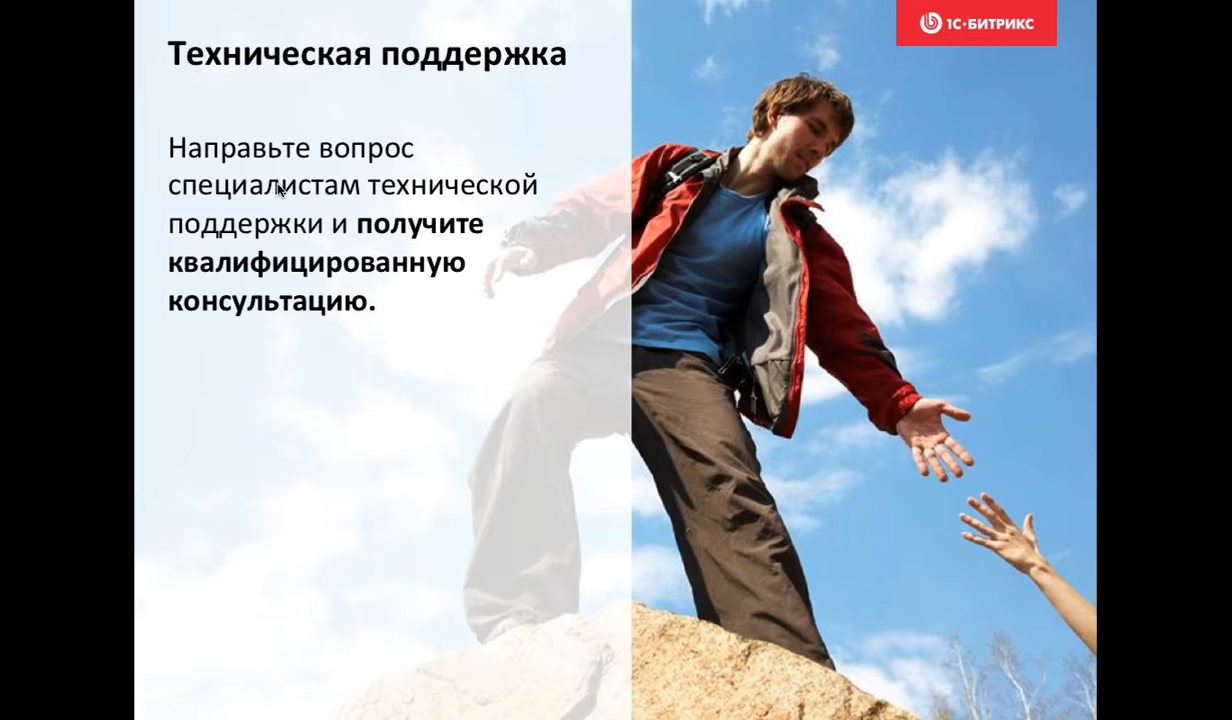 1С·БИТРИКС
Техническая поддержка
Направьте вопрос
специалистам технической
поддержки и получите
квалифицированную
консультацию.